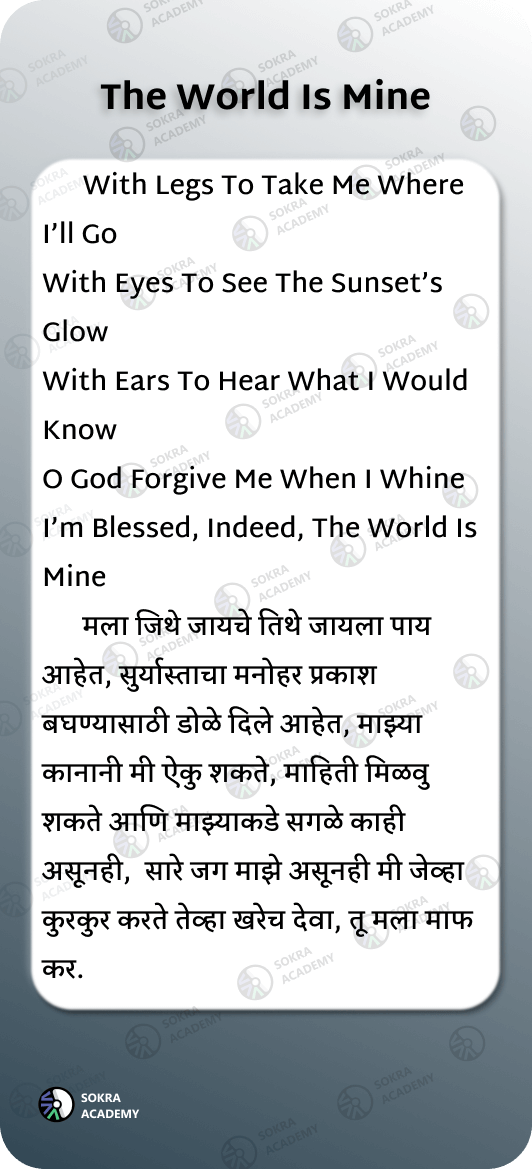 The World Is Mine
With Legs To Take Me Where
I’ll Go
With Eyes To See The Sunset’s
Glow
With Ears To Hear What I Would
Know
O God Forgive Me When I Whine
I’m Blessed, Indeed, The World Is
Mine
मला जिथे जायचे तिथे जायला पाय
आहेत, सुर्यास्ताचा मनोहर प्रकाश
बघण्यासाठी डोळे दिले आहेत, माझ्या
कानानी मी ऐकु शकते, माहिती मिळवु
शकते आणि माझ्याकडे सगळे काही
असूनही, सारे जग माझे असूनही मी जेव्हा
कुरकुर करते तेव्हा खरेच देवा, तू मला माफ
कर.
SOKRA
ACADEMY